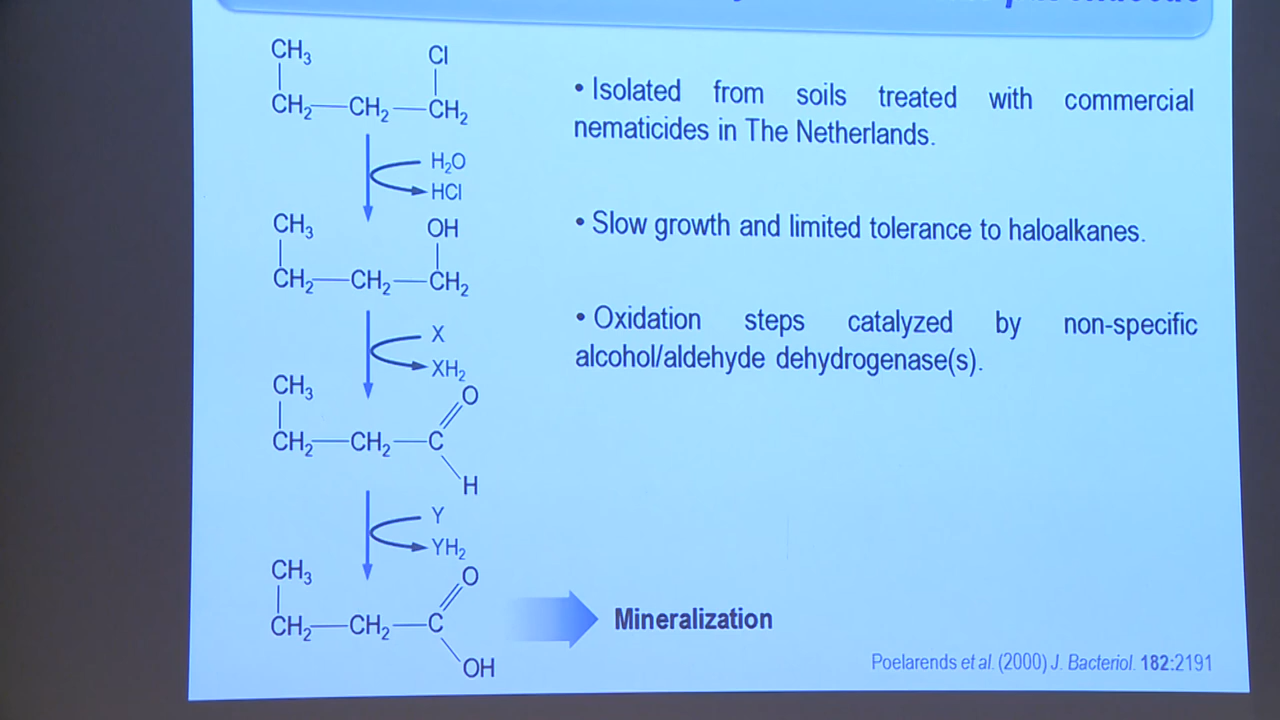 CH3 Cl
CH2—CH2—CH2
H2O
HCl
CH3 OH
CH2—CH2—CH2
X
XH2
CH3 O
CH2—CH2—C
H
Y
YH2
CH3 O
CH2—CH2—C
OH
• Isolated from soils treated with commercial
nematicides in The Netherlands.
• Slow growth and limited tolerance to haloalkanes.
• Oxidation steps catalyzed by non-specific
alcohol/aldehyde dehydrogenase(s).
Mineralization
Poelarends et al. (2000) J. Bacteriol. 182:2191